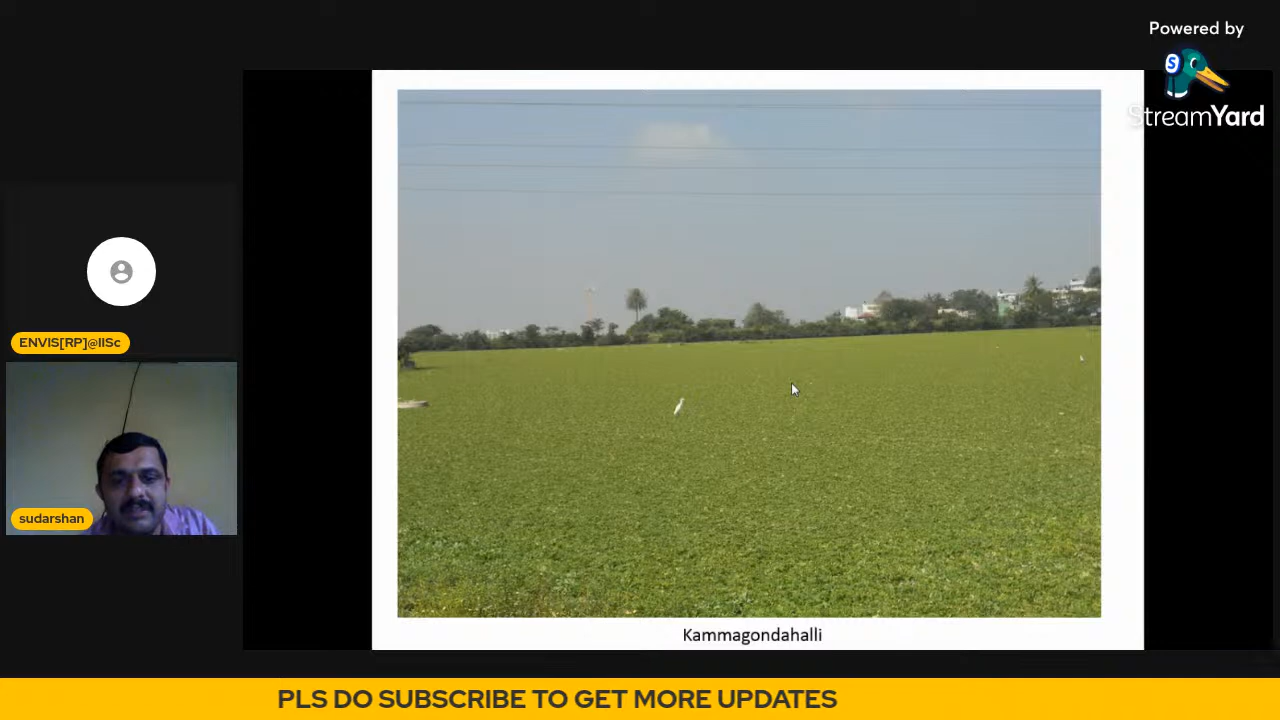 Powered by
StreamYard
ENVIS[RP]@IISc
sudarshan
Kammagondahalli
PLS DO SUBSCRIBE TO GET MORE UPDATES